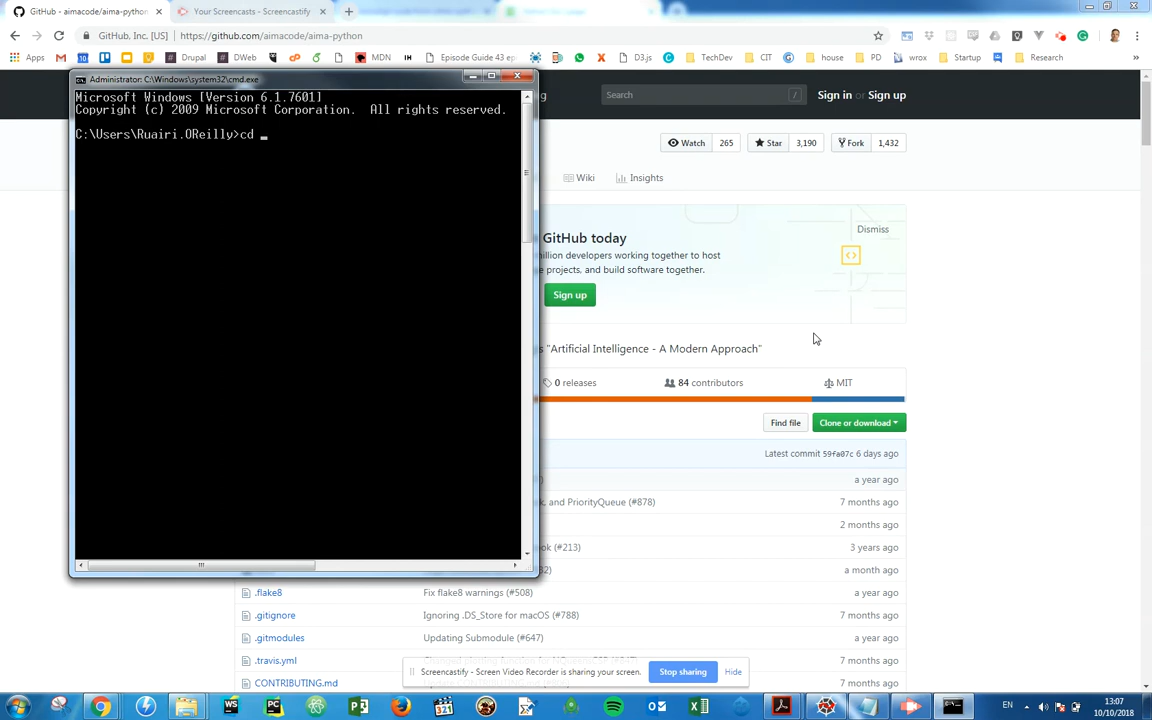 GitHub - aimacode/aima-python
Your Screencasts - Screencastify
GitHub, Inc. [US]
https://github.com/aimacode/aima-python
Apps
Drupal
DWeb
MDN
Episode Guide 43 ep
D3.js
TechDev
CIT
house
PD
wrox
Startup
Research
»
Administrator: C:\Windows\system32\cmd.exe
Microsoft Windows [Version 6.1.7601]
Copyright (c) 2009 Microsoft Corporation. All rights reserved.
C:\Users\Ruairi.OReilly>cd _
Search
/
Sign in or Sign up
Watch 265
Star 3,190
Fork 1,432
Wiki
Insights
GitHub today
Dismiss
million developers working together to host
projects, and build software together.
Sign up
"Artificial Intelligence - A Modern Approach"
0 releases
84 contributors
MIT
Find file
Clone or download
Latest commit 59fa07c 6 days ago
a year ago
, and PriorityQueue (#878)
7 months ago
2 months ago
(#213)
3 years ago
a month ago
.flake8
Fix flake8 warnings (#508)
a year ago
.gitignore
Ignoring .DS_Store for macOS (#788)
7 months ago
.gitmodules
Updating Submodule (#647)
a year ago
.travis.yml
7 months ago
CONTRIBUTING.md
7 months ago
Screencastify - Screen Video Recorder is sharing your screen.
Stop sharing
Hide
WS
PC
EN
13:07
10/10/2018